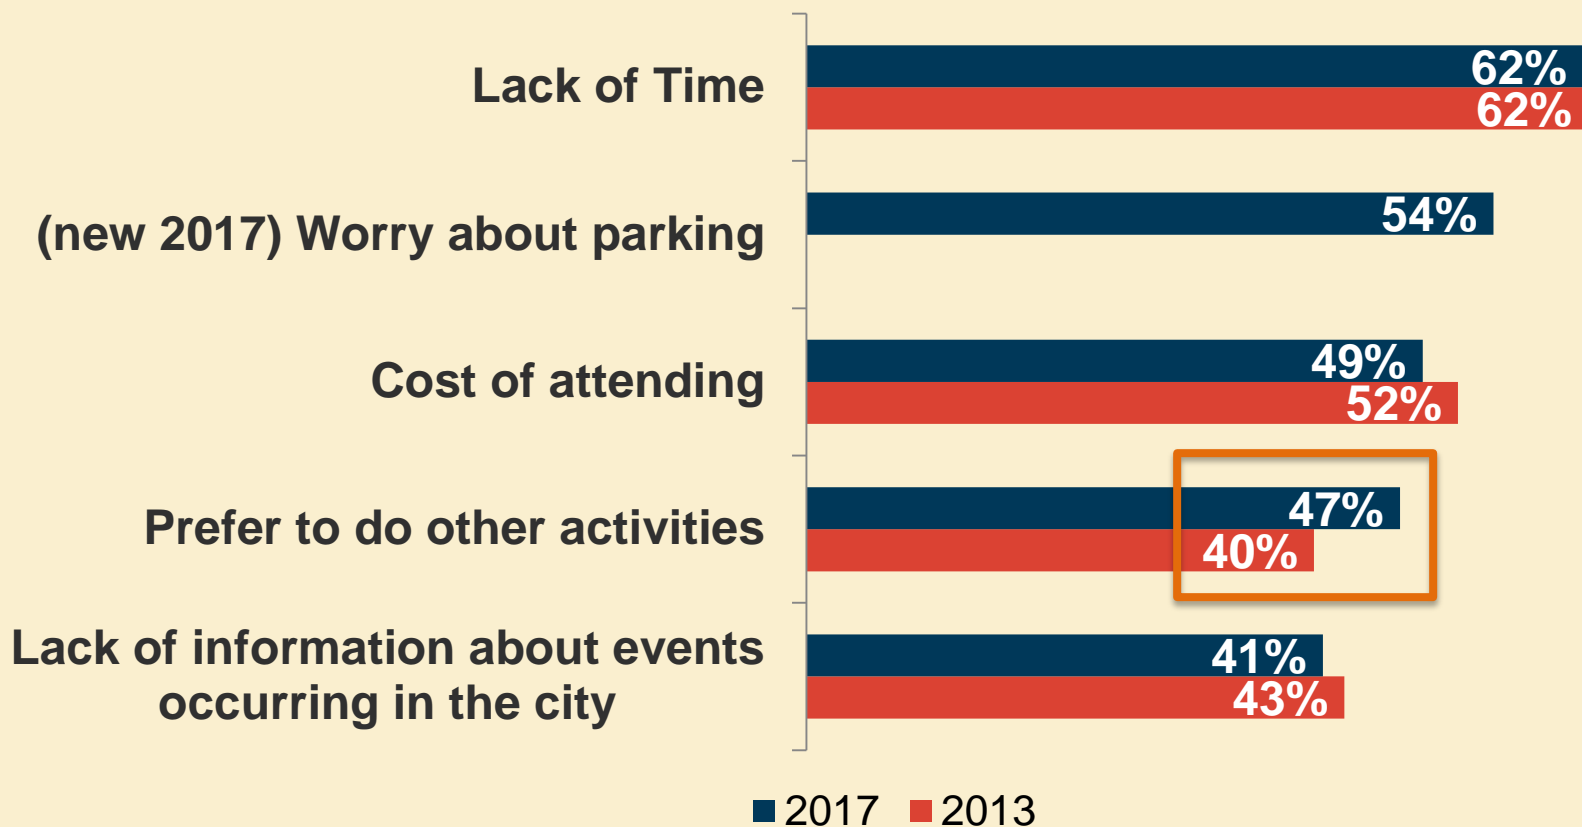 Lack of Time
62%
62%
(new 2017) Worry about parking
54%
Cost of attending
49%
52%
Prefer to do other activities
47%
40%
Lack of information about events
occurring in the city
41%
43%
2017 2013